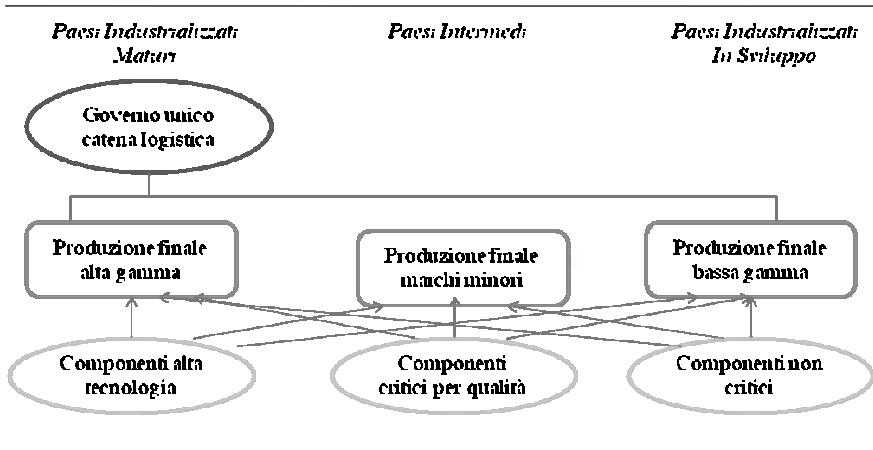 Paesi Industrializzati
Maturi
Paesi Intermedi
Paesi Industrializzati
In Sviluppo
Governo unico
catena logistica
Produzione finale
alta gamma
Produzione finale
marchi minori
Produzione finale
bassa gamma
Componenti alta
tecnologia
Componenti
critici per qualità
Componenti non
critici